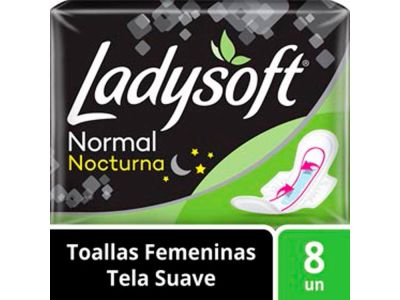 Ladysoft®
Normal
Nocturna
Toallas Femeninas
Tela Suave
8
un